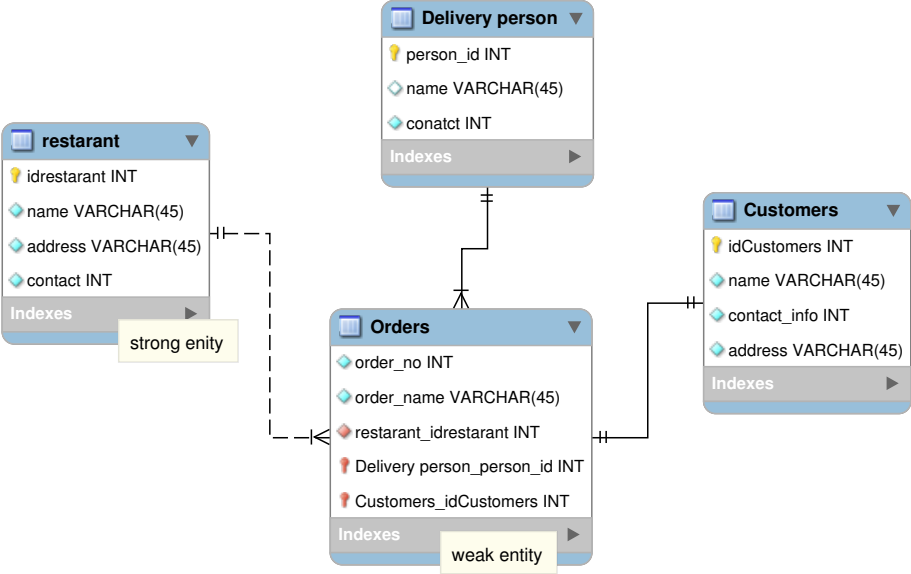 Delivery person
person_id INT
name VARCHAR(45)
conatct INT
Indexes
restarant
idrestarant INT
name VARCHAR(45)
address VARCHAR(45)
contact INT
Indexes
strong enity
Customers
idCustomers INT
name VARCHAR(45)
contact_info INT
address VARCHAR(45)
Indexes
Orders
order_no INT
order_name VARCHAR(45)
restarant_idrestarant INT
Delivery person_person_id INT
Customers_idCustomers INT
Indexes
weak entity